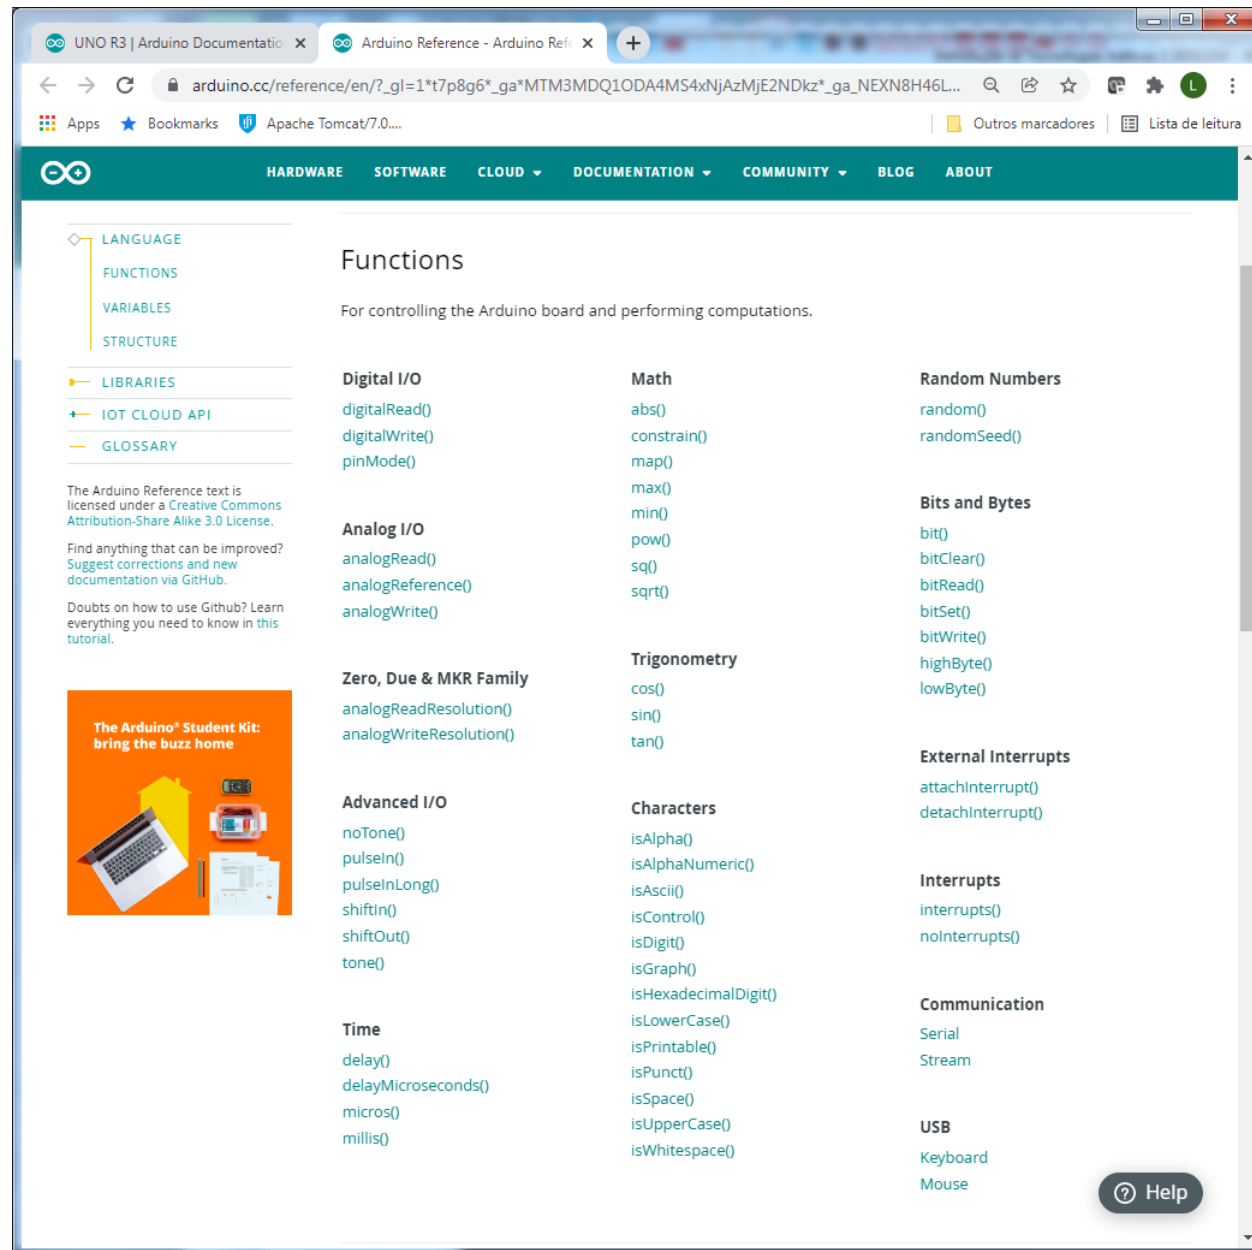 UNO R3 | Arduino Documentatio
Arduino Reference - Arduino Refe
arduino.cc/reference/en/?_gl=1*t7p8g6*_ga*MTM3MDQ1ODA4MS4xNjAzMjE2NDkz*_ga_NEXN8H46L...
L
Apps
Bookmarks
Apache Tomcat/7.0....
Outros marcadores
Lista de leitura
HARDWARE
SOFTWARE
CLOUD
DOCUMENTATION
COMMUNITY
BLOG
ABOUT
LANGUAGE
FUNCTIONS
VARIABLES
STRUCTURE
LIBRARIES
IOT CLOUD API
GLOSSARY
The Arduino Reference text is
licensed under a Creative Commons
Attribution-Share Alike 3.0 License.
Find anything that can be improved?
Suggest corrections and new
documentation via GitHub.
Doubts on how to use Github? Learn
everything you need to know in this
tutorial.
The Arduino® Student Kit:
bring the buzz home
Functions
For controlling the Arduino board and performing computations.
Digital I/O
digitalRead()
digitalWrite()
pinMode()
Analog I/O
analogRead()
analogReference()
analogWrite()
Zero, Due & MKR Family
analogReadResolution()
analogWriteResolution()
Advanced I/O
noTone()
pulseIn()
pulseInLong()
shiftIn()
shiftOut()
tone()
Time
delay()
delayMicroseconds()
micros()
millis()
Math
abs()
constrain()
map()
max()
min()
pow()
sq()
sqrt()
Trigonometry
cos()
sin()
tan()
Characters
isAlpha()
isAlphaNumeric()
isAscii()
isControl()
isDigit()
isGraph()
isHexadecimalDigit()
isLowerCase()
isPrintable()
isPunct()
isSpace()
isUpperCase()
isWhitespace()
Random Numbers
random()
randomSeed()
Bits and Bytes
bit()
bitClear()
bitRead()
bitSet()
bitWrite()
highByte()
lowByte()
External Interrupts
attachInterrupt()
detachInterrupt()
Interrupts
interrupts()
noInterrupts()
Communication
Serial
Stream
USB
Keyboard
Mouse
Help